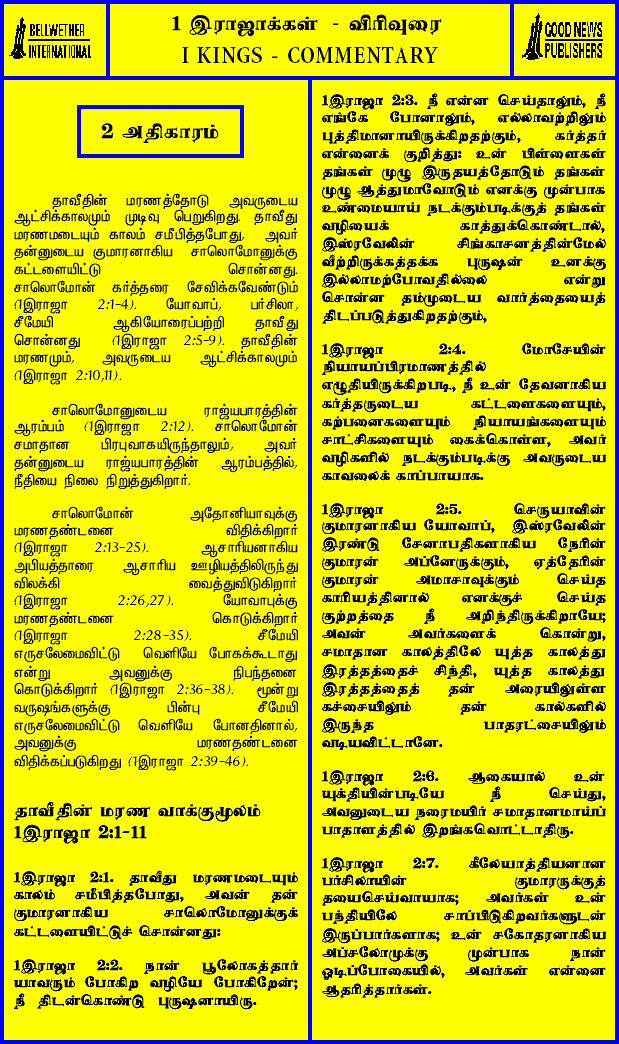 BELLWETHER
INTERNATIONAL
1 இராஜாக்கள் - விரிவுரை
I KINGS - COMMENTARY
GOOD NEWS
PUBLISHERS
2 அதிகாரம்
தாவீதின் மரணத்தோடு அவருடைய
ஆட்சிக்காலமும் முடிவு பெறுகிறது. தாவீது
மரணமடையும் காலம் சமீபித்தபோது, அவர்
தன்னுடைய குமாரனாகிய சாலொமோனுக்கு
கட்டளையிட்டு சொன்னது.
சாலொமோன் கர்த்தரை சேவிக்கவேண்டும்
(1இராஜா 2:1-4). யோவாப், பர்சிலா,
சீமேயி ஆகியோரைப்பற்றி தாவீது
சொன்னது (1இராஜா 2:5-9). தாவீதின்
மரணமும், அவருடைய ஆட்சிக்காலமும்
(1இராஜா 2:10,11).
சாலொமோனுடைய ராஜ்யபாரத்தின்
ஆரம்பம் (1இராஜா 2:12). சாலொமோன்
சமாதான பிரபுவாகயிருந்தாலும், அவர்
தன்னுடைய ராஜ்யபாரத்தின் ஆரம்பத்தில்,
நீதியை நிலை நிறுத்துகிறார்.
சாலொமோன் அதோனியாவுக்கு
மரணதண்டனை விதிக்கிறார்
(1இராஜா 2:13-25). ஆசாரியனாகிய
அபியத்தாரை ஆசாரிய ஊழியத்திலிருந்து
விலக்கி வைத்துவிடுகிறார்
(1இராஜா 2:26,27). யோவாபுக்கு
மரணதண்டனை கொடுக்கிறார்
(1இராஜா 2:28-35). சீமேயி
எருசலேமைவிட்டு வெளியே போகக்கூடாது
என்று அவனுக்கு நிபந்தனை
கொடுக்கிறார் (1இராஜா 2:36-38). மூன்று
வருஷங்களுக்கு பின்பு சீமேயி
எருசலேமைவிட்டு வெளியே போனதினால்,
அவனுக்கு மரணதண்டனை
விதிக்கப்படுகிறது (1இராஜா 2:39-46).
தாவீதின் மரண வாக்குமூலம்
1இராஜா 2:1-11
1இராஜா 2:1. தாவீது மரணமடையும்
காலம் சமீபித்தபோது, அவன் தன்
குமாரனாகிய சாலொமோனுக்குக்
கட்டளையிட்டுச் சொன்னது:
1இராஜா 2:2. நான் பூலோகத்தார்
யாவரும் போகிற வழியே போகிறேன்;
நீ திடன்கொண்டு புருஷனாயிரு.
1இராஜா 2:3. நீ என்ன செய்தாலும், நீ
எங்கே போனாலும், எல்லாவற்றிலும்
புத்திமானாயிருக்கிறதற்கும், கர்த்தர்
என்னைக் குறித்து: உன் பிள்ளைகள்
தங்கள் முழு இருதயத்தோடும் தங்கள்
முழு ஆத்துமாவோடும் எனக்கு முன்பாக
உண்மையாய் நடக்கும்படிக்குத் தங்கள்
வழியைக் காத்துக்கொண்டால்,
இஸ்ரவேலின் சிங்காசனத்தின்மேல்
வீற்றிருக்கத்தக்க புருஷன் உனக்கு
இல்லாமற்போவதில்லை என்று
சொன்ன தம்முடைய வார்த்தையைத்
திடப்படுத்துகிறதற்கும்,
1இராஜா 2:4. மோசேயின்
நியாயப்பிரமாணத்தில்
எழுதியிருக்கிறபடி, நீ உன் தேவனாகிய
கர்த்தருடைய கட்டளைகளையும்,
கற்பனைகளையும் நியாயங்களையும்
சாட்சிகளையும் கைக்கொள்ள, அவர்
வழிகளில் நடக்கும்படிக்கு அவருடைய
காவலைக் காப்பாயாக.
1இராஜா 2:5. செருயாவின்
குமாரனாகிய யோவாப், இஸ்ரவேலின்
இரண்டு சேனாபதிகளாகிய நேரின்
குமாரன் அப்னேருக்கும், ஏத்தேரின்
குமாரன் அமாசாவுக்கும் செய்த
காரியத்தினால் எனக்குச் செய்த
குற்றத்தை நீ அறிந்திருக்கிறாயே;
அவன் அவர்களைக் கொன்று,
சமாதான காலத்திலே யுத்த காலத்து
இரத்தத்தைச் சிந்தி, யுத்த காலத்து
இரத்தத்தைத் தன் அரையிலுள்ள
கச்சையிலும் தன் கால்களில்
இருந்த பாதரட்சையிலும்
வடியவிட்டானே.
1இராஜா 2:6. ஆகையால் உன்
யுக்தியின்படியே நீ செய்து,
அவனுடைய நரைமயிர் சமாதானமாய்ப்
பாதாளத்தில் இறங்கவொட்டாதிரு.
1இராஜா 2:7. கீலேயாத்தியனான
பர்சிலாயின் குமாரருக்குத்
தயைசெய்வாயாக; அவர்கள் உன்
பந்தியிலே சாப்பிடுகிறவர்களுடன்
இருப்பார்களாக; உன் சகோதரனாகிய
அப்சலோமுக்கு முன்பாக நான்
ஓடிப்போகையில், அவர்கள் என்னை
ஆதரித்தார்கள்.